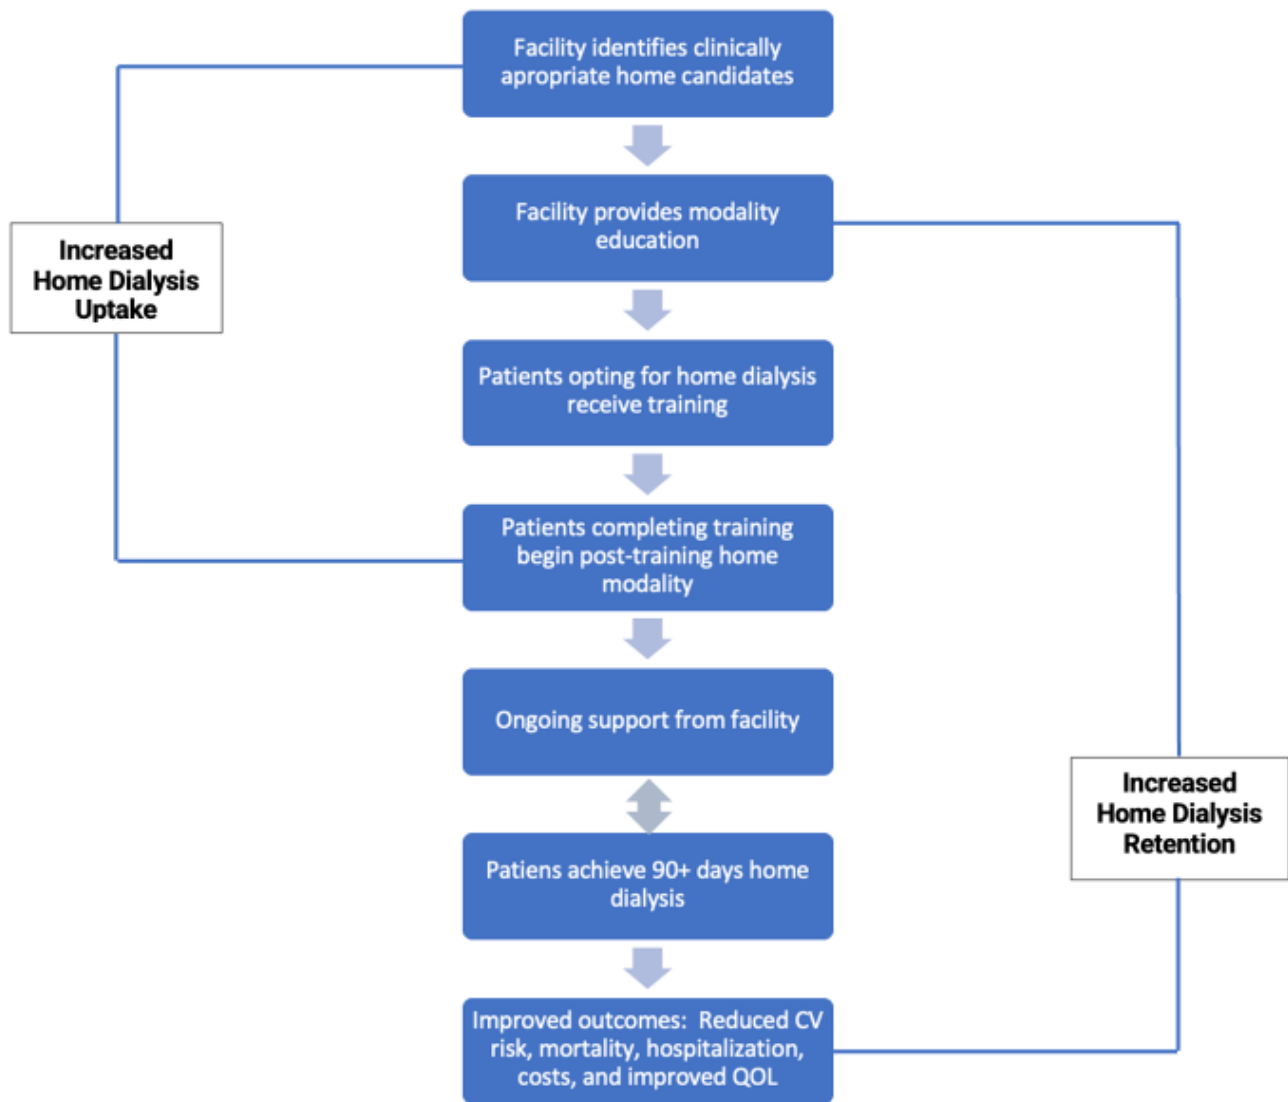 Facility identifies clinically
apropriate home candidates
Facility provides modality
education
Increased
Home Dialysis
Uptake
Patients opting for home dialysis
receive training
Patients completing training
begin post-training home
modality
Ongoing support from facility
Increased
Home Dialysis
Retention
Patiens achieve 90+ days home
dialysis
Improved outcomes: Reduced CV
risk, mortality, hospitalization,
costs, and improved QOL